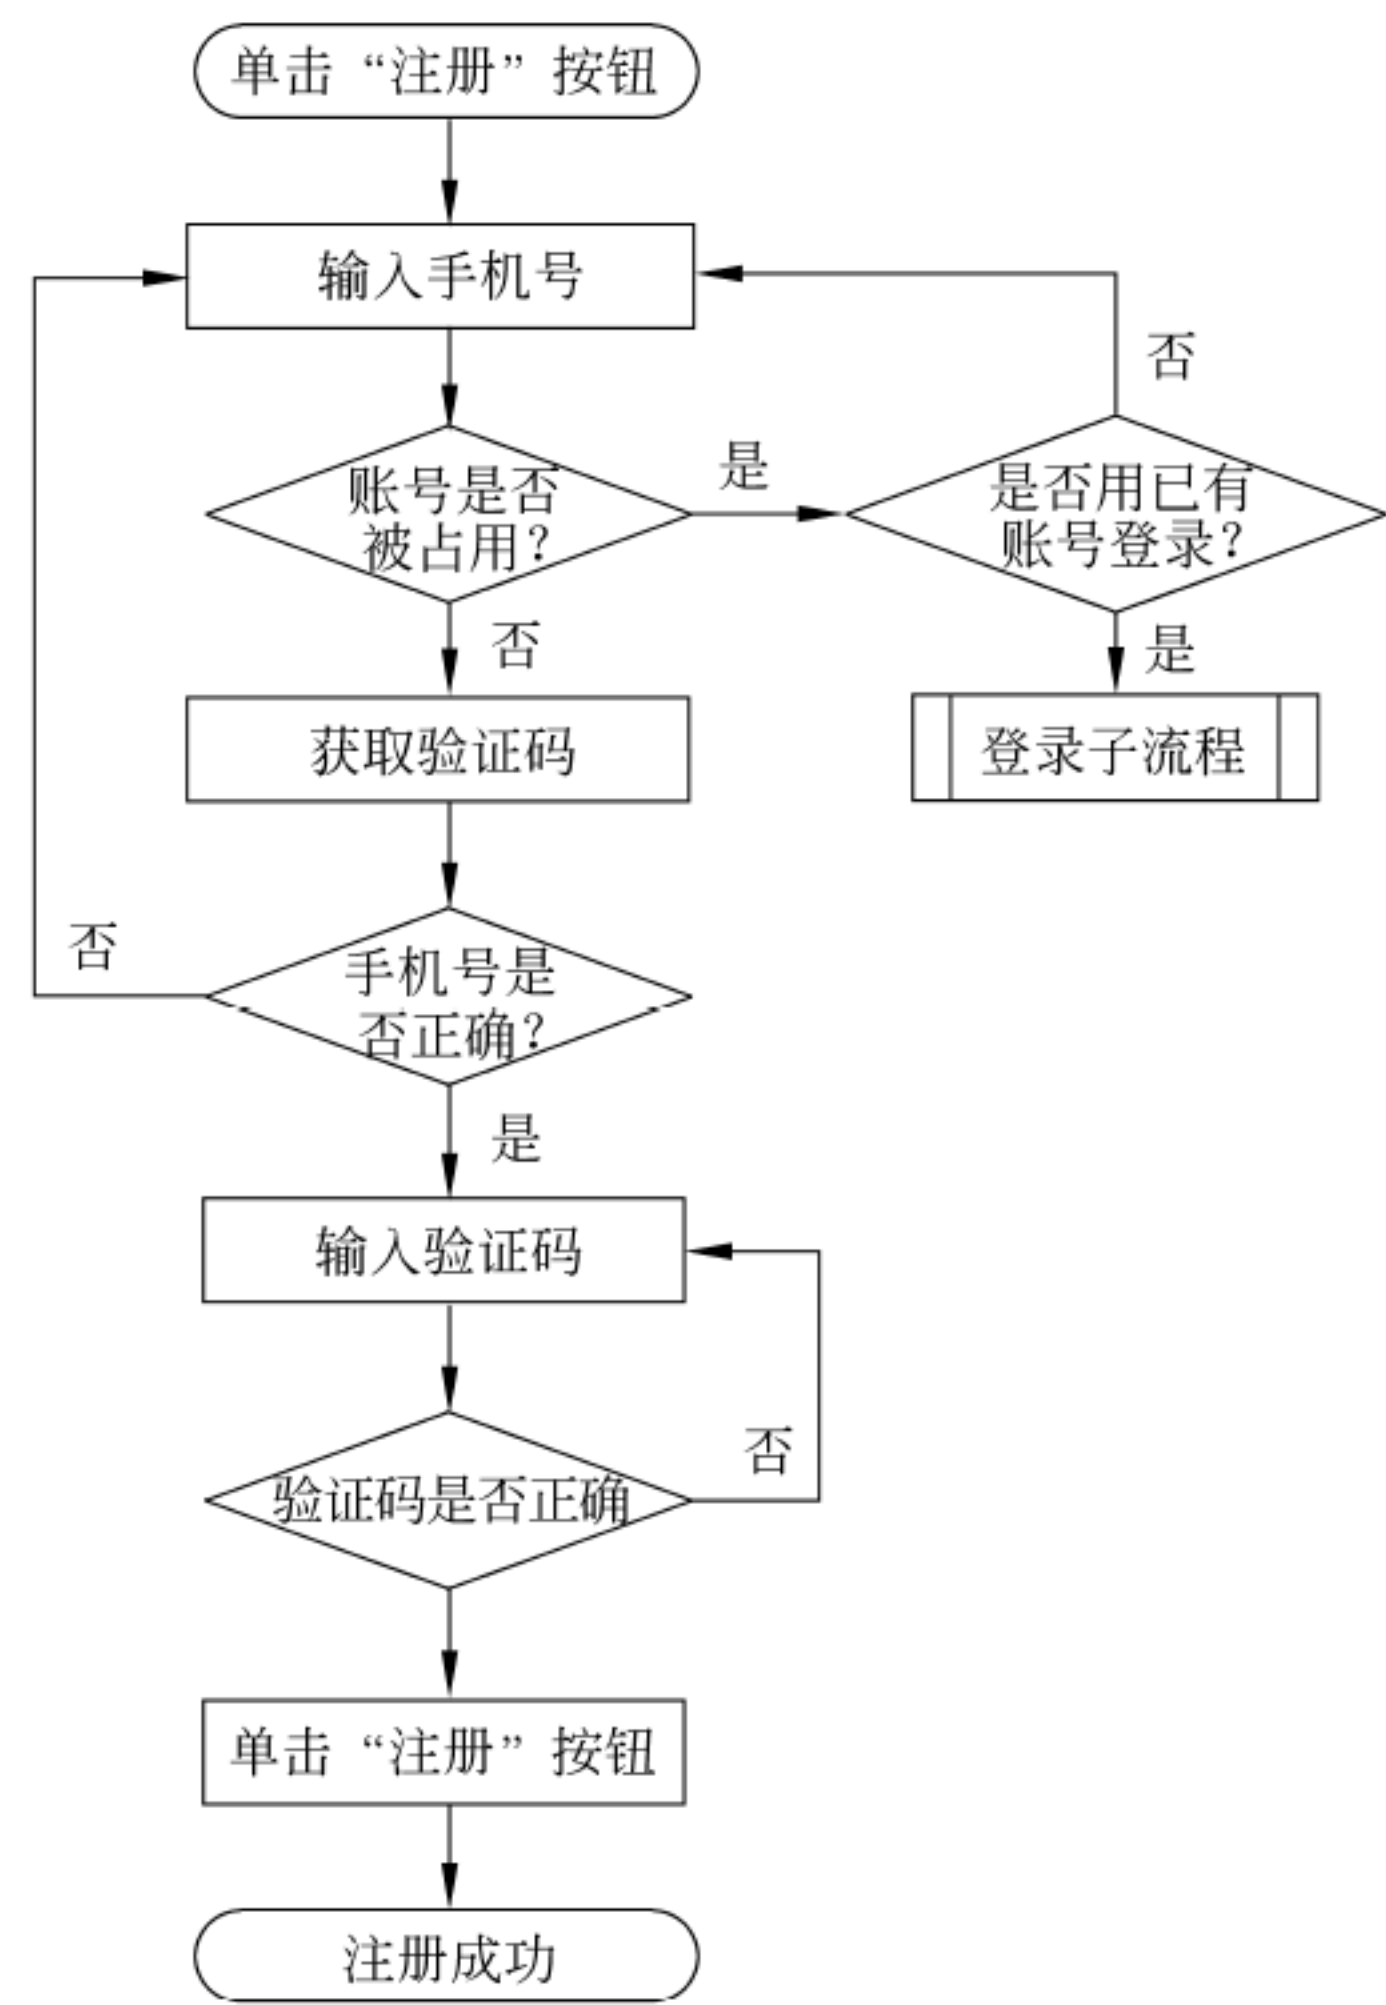 单击 “注册” 按钮
输入手机号
否
账号是否
被占用？
是
是否用已有
账号登录？
否
是
获取验证码
登录子流程
否
手机号是
否正确？
是
输入验证码
验证码是否正确
否
单击 “注册” 按钮
注册成功